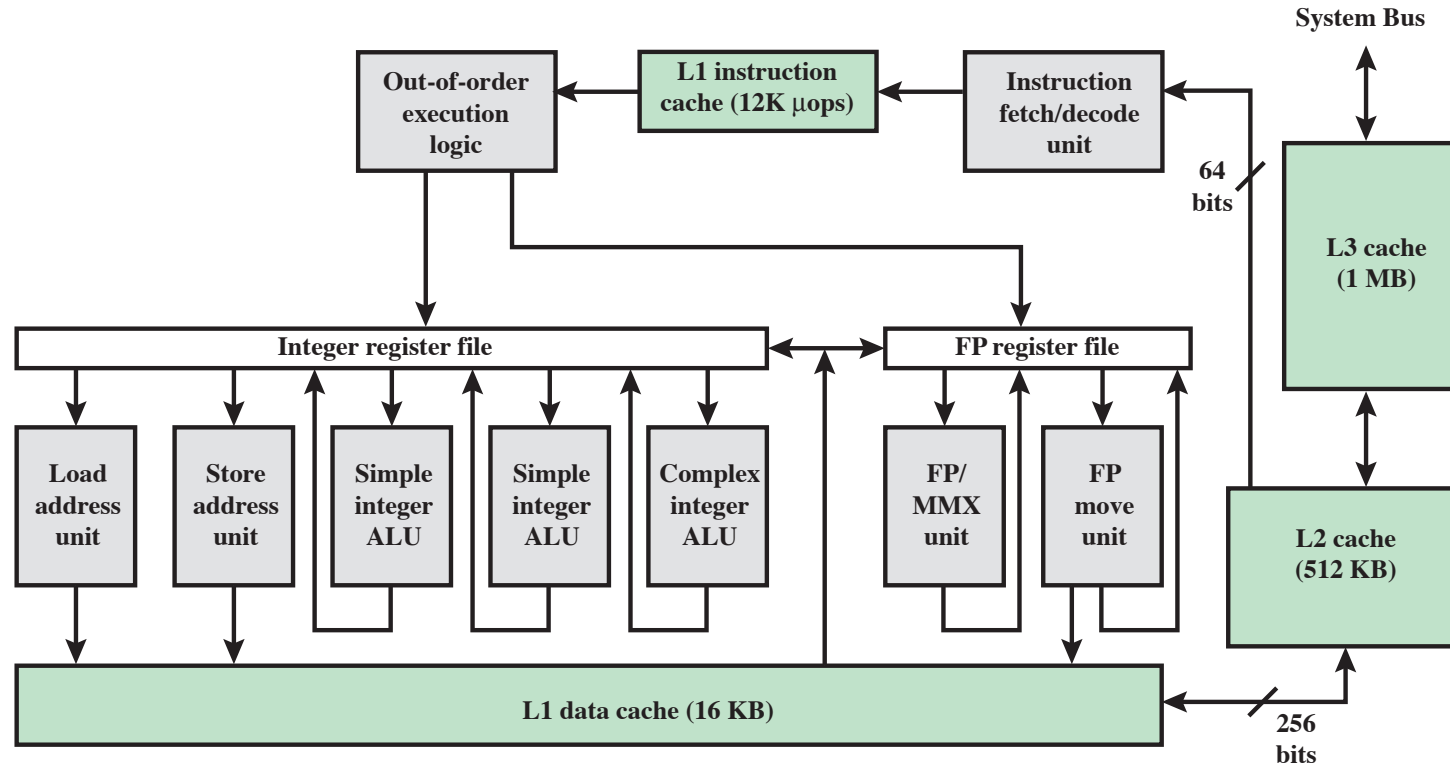 System Bus
Out-of-order
execution
logic
L1 instruction
cache (12K μops)
Instruction
fetch/decode
unit
64
bits
L3 cache
(1 MB)
Integer register file
FP register file
Load
address
unit
Store
address
unit
Simple
integer
ALU
Simple
integer
ALU
Complex
integer
ALU
FP/
MMX
unit
FP
move
unit
L2 cache
(512 KB)
L1 data cache (16 KB)
256
bits